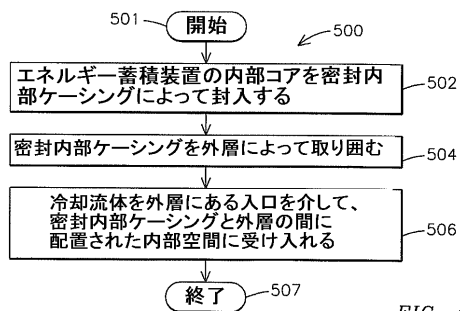 501
開始
500
エネルギー蓄積装置の内部コアを密封内
部ケーシングによって封入する
502
密封内部ケーシングを外層によって取り囲む
504
冷却流体を外層にある入口を介して、
密封内部ケーシングと外層の間に
配置された内部空間に受け入れる
506
終了
507
FIG.